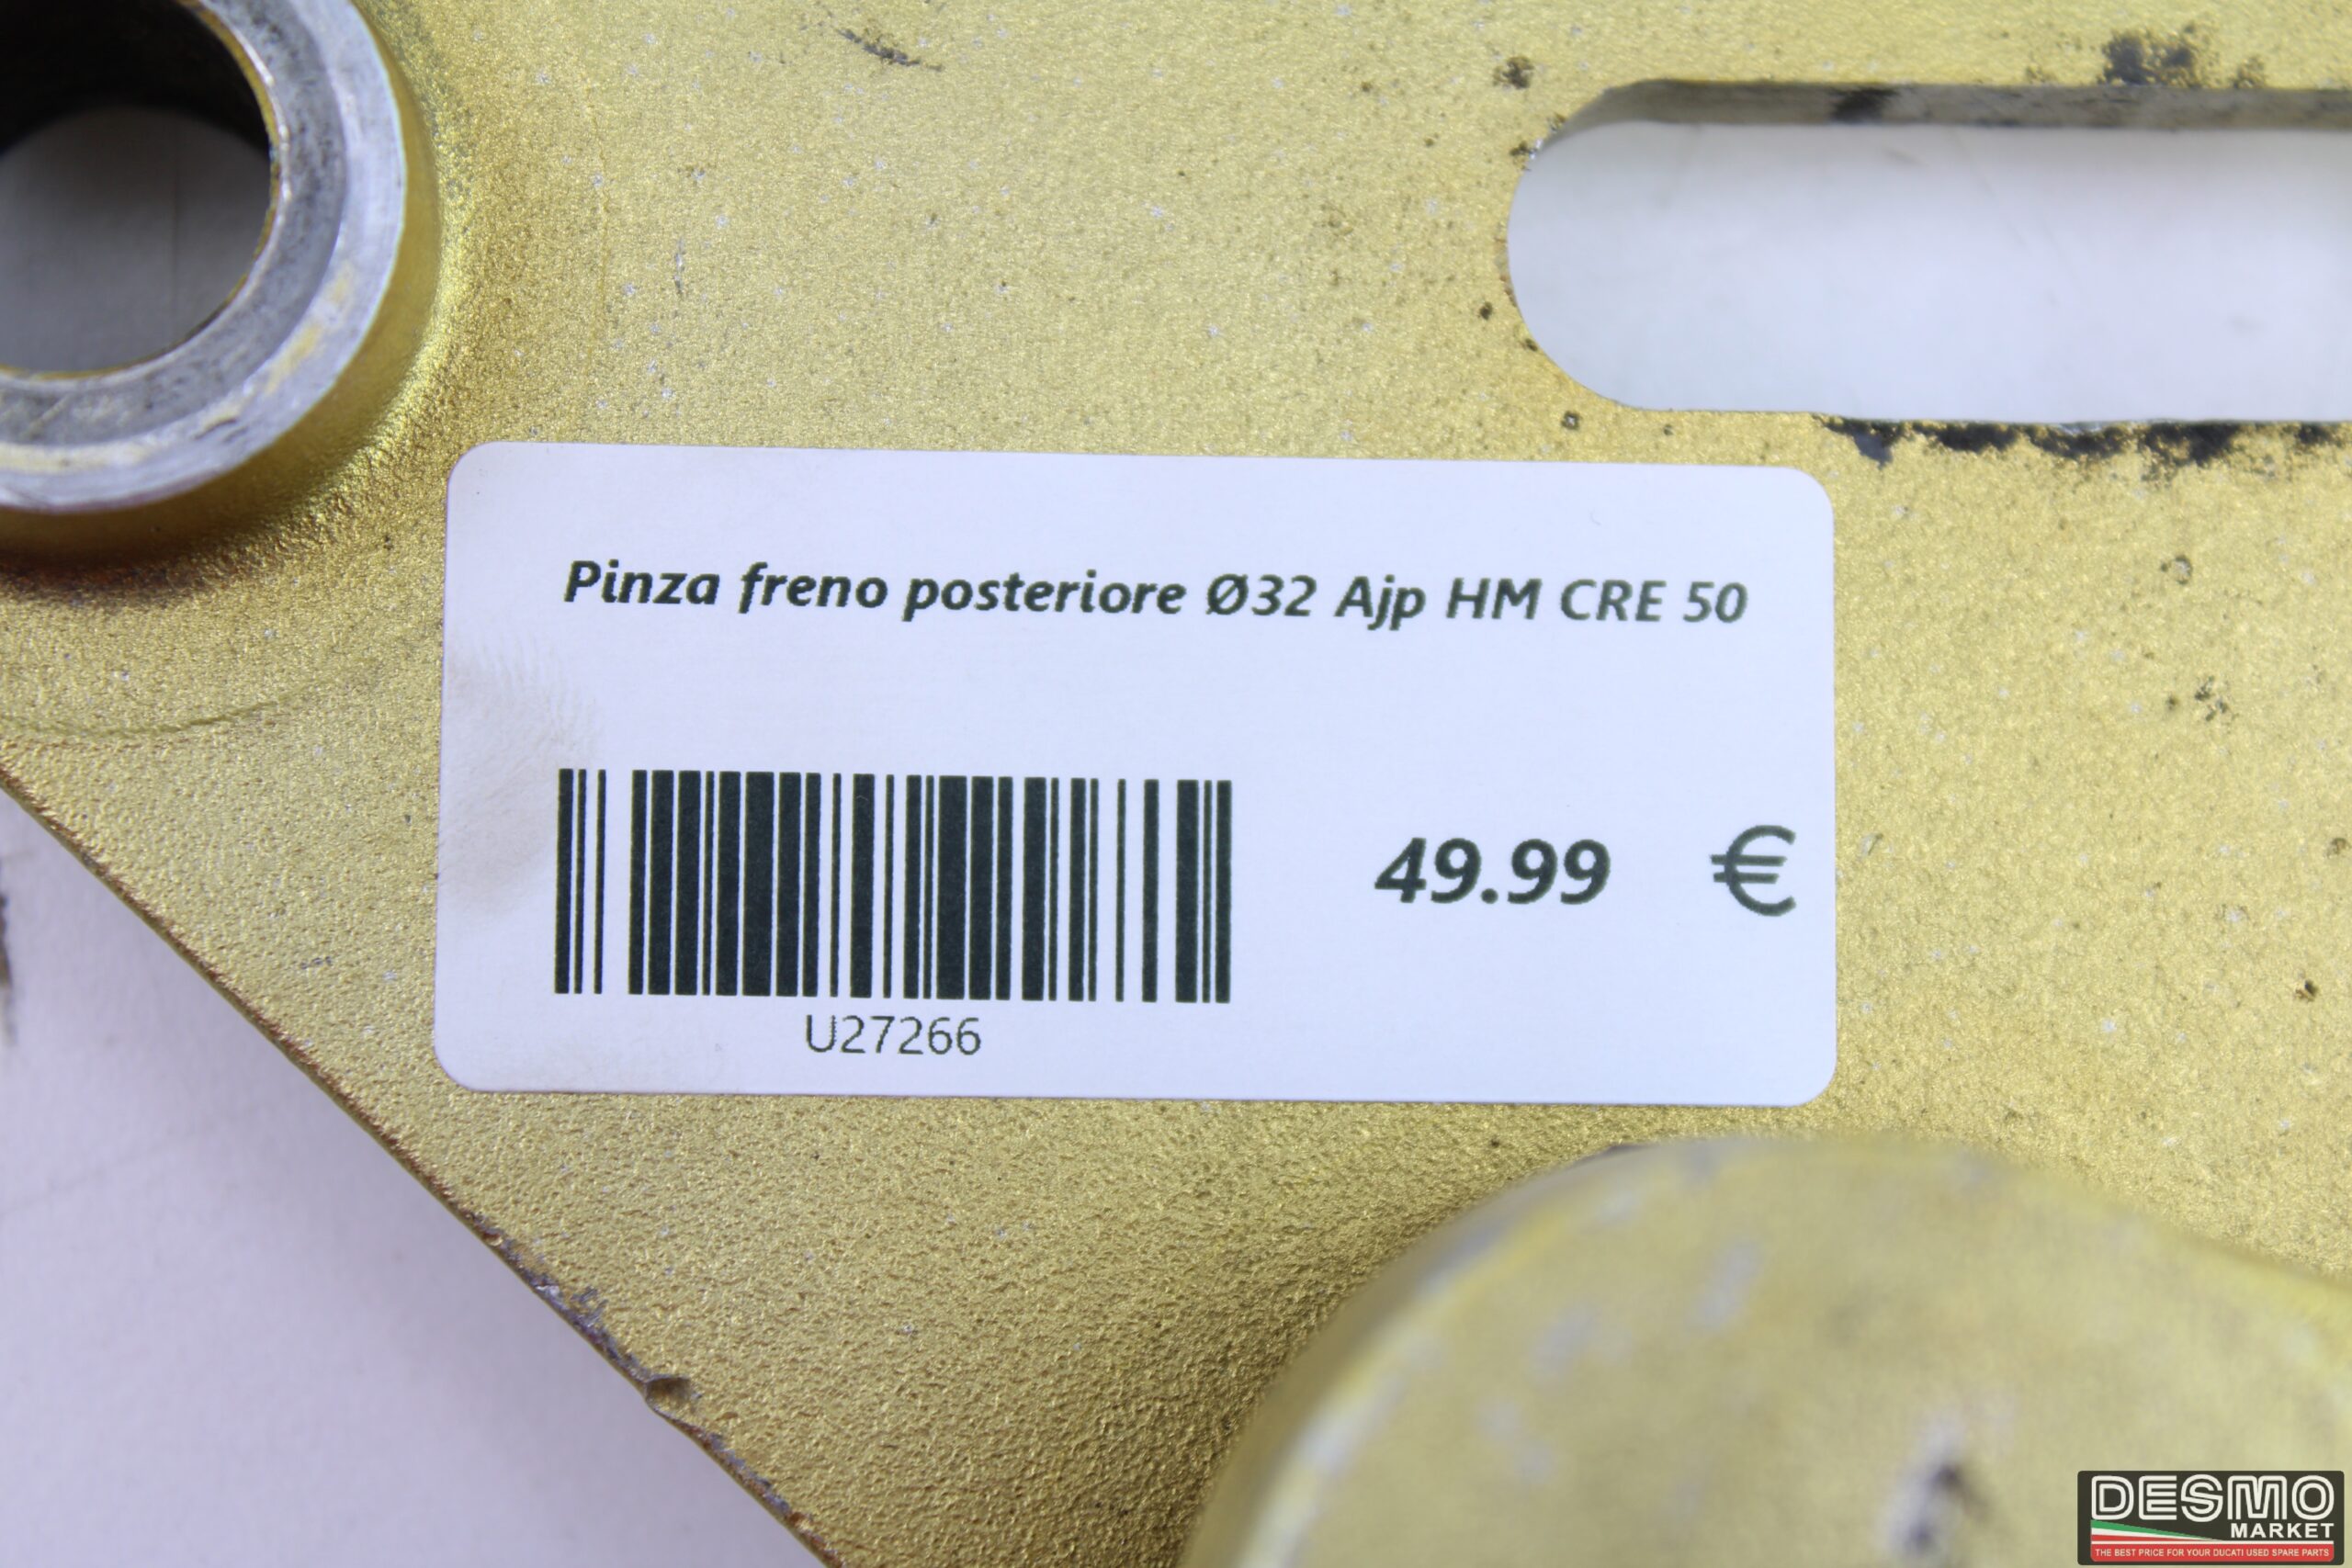 Pinza freno posteriore Ø32 Ajp HM CRE 50
49.99 €
U27266
DESMO
MARKET
THE BEST PRICE FOR YOUR DUCATI USED SPARE PARTS